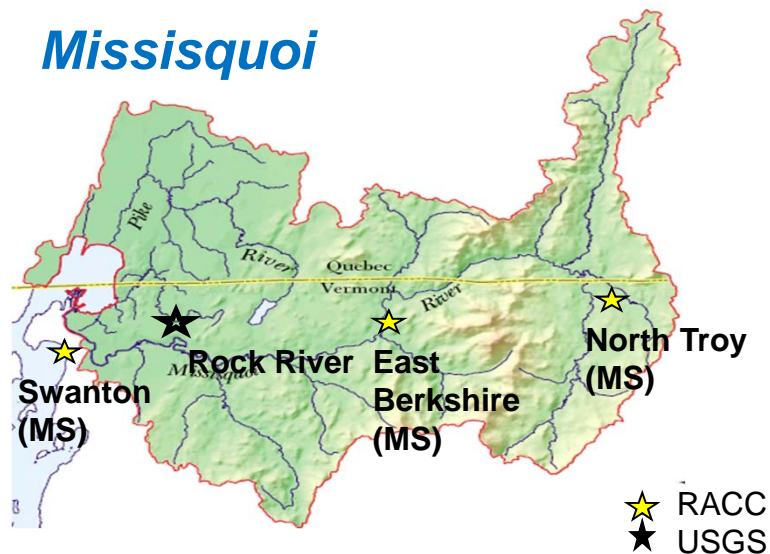 Missisquoi
Pike
River
Quebec
Vermont
River
North Troy
(MS)
Rock River
Missisquoi
East
Berkshire
(MS)
Swanton
(MS)
RACC
USGS